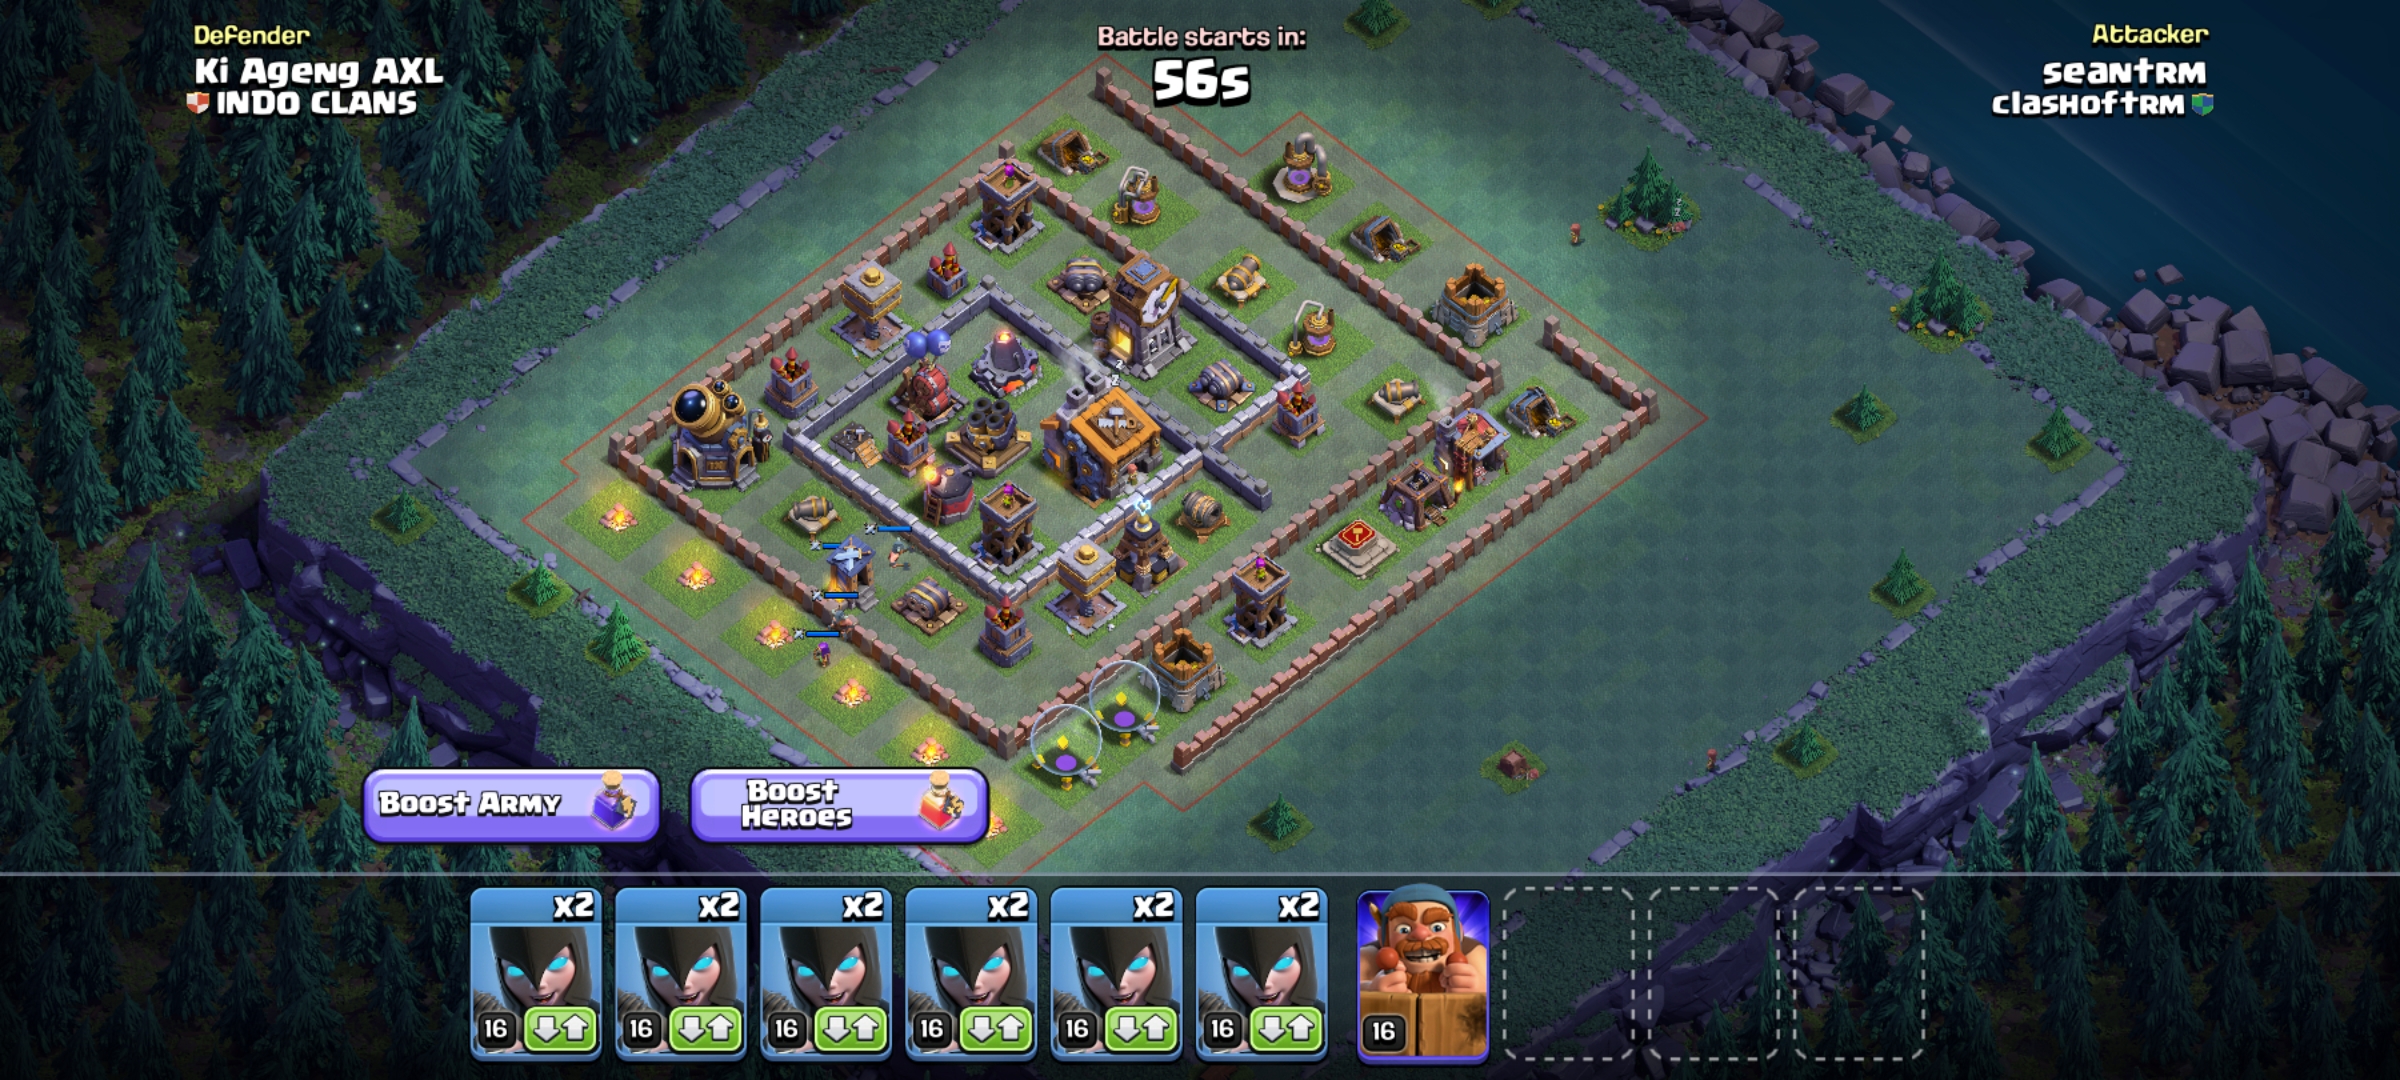 Defender
Ki Ageng AXL
INDO CLANS
Battle starts in:
56s
Attacker
seantRM
clashoftRM
Boost Army
Boost
Heroes
x2
x2
x2
x2
x2
x2
16
16
16
16
16
16
16